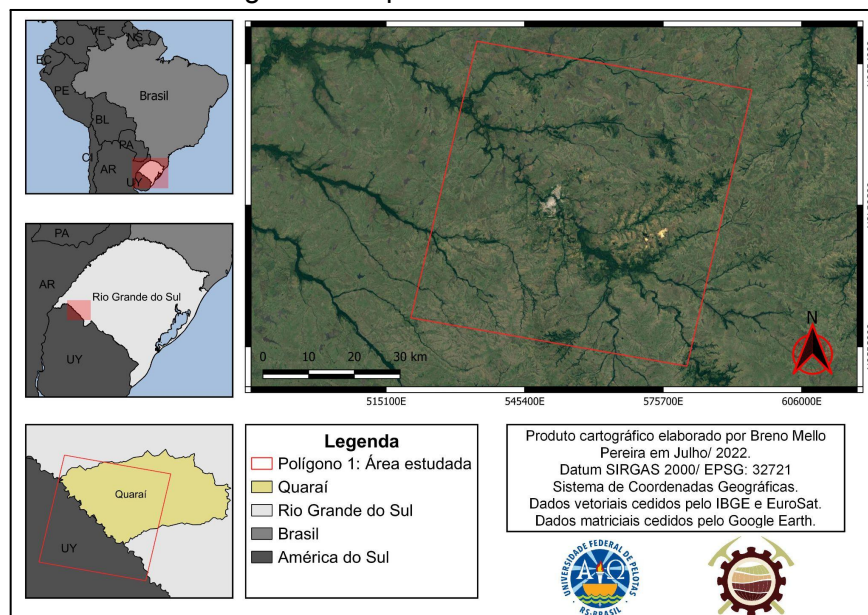 VE
NS
CO
EC
PE
Brasil
BL
PA
CI
AR
UY
PA
AR
Rio Grande do Sul
UY
Quaraí
UY
N
0 10 20 30 km
515100E 545400E 575700E 606000E
Legenda
Polígono 1: Área estudada
Quaraí
Rio Grande do Sul
Brasil
América do Sul
Produto cartográfico elaborado por Breno Mello
Pereira em Julho/ 2022.
Datum SIRGAS 2000/ EPSG: 32721
Sistema de Coordenadas Geográficas.
Dados vetoriais cedidos pelo IBGE e EuroSat.
Dados matriciais cedidos pelo Google Earth.
UNIVERSIDADE FEDERAL DE PELOTAS
ΑΩ
RS-BRASIL